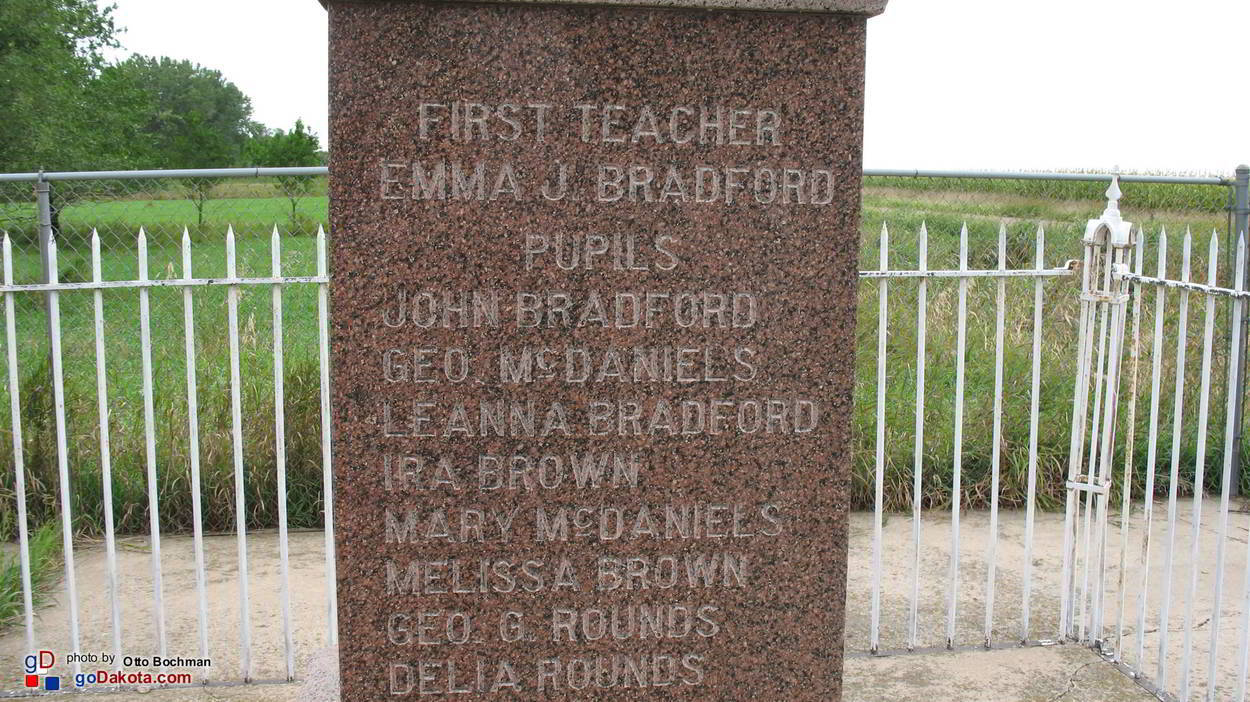 FIRST TEACHER
EMMA J. BRADFORD
PUPILS
JOHN BRADFORD
GEO. McDANIELS
LEANNA BRADFORD
IRA BROWN
MARY McDANIELS
MELISSA BROWN
GEO. G. ROUNDS
DELIA ROUNDS
gD photo by Otto Bochman
goDakota.com